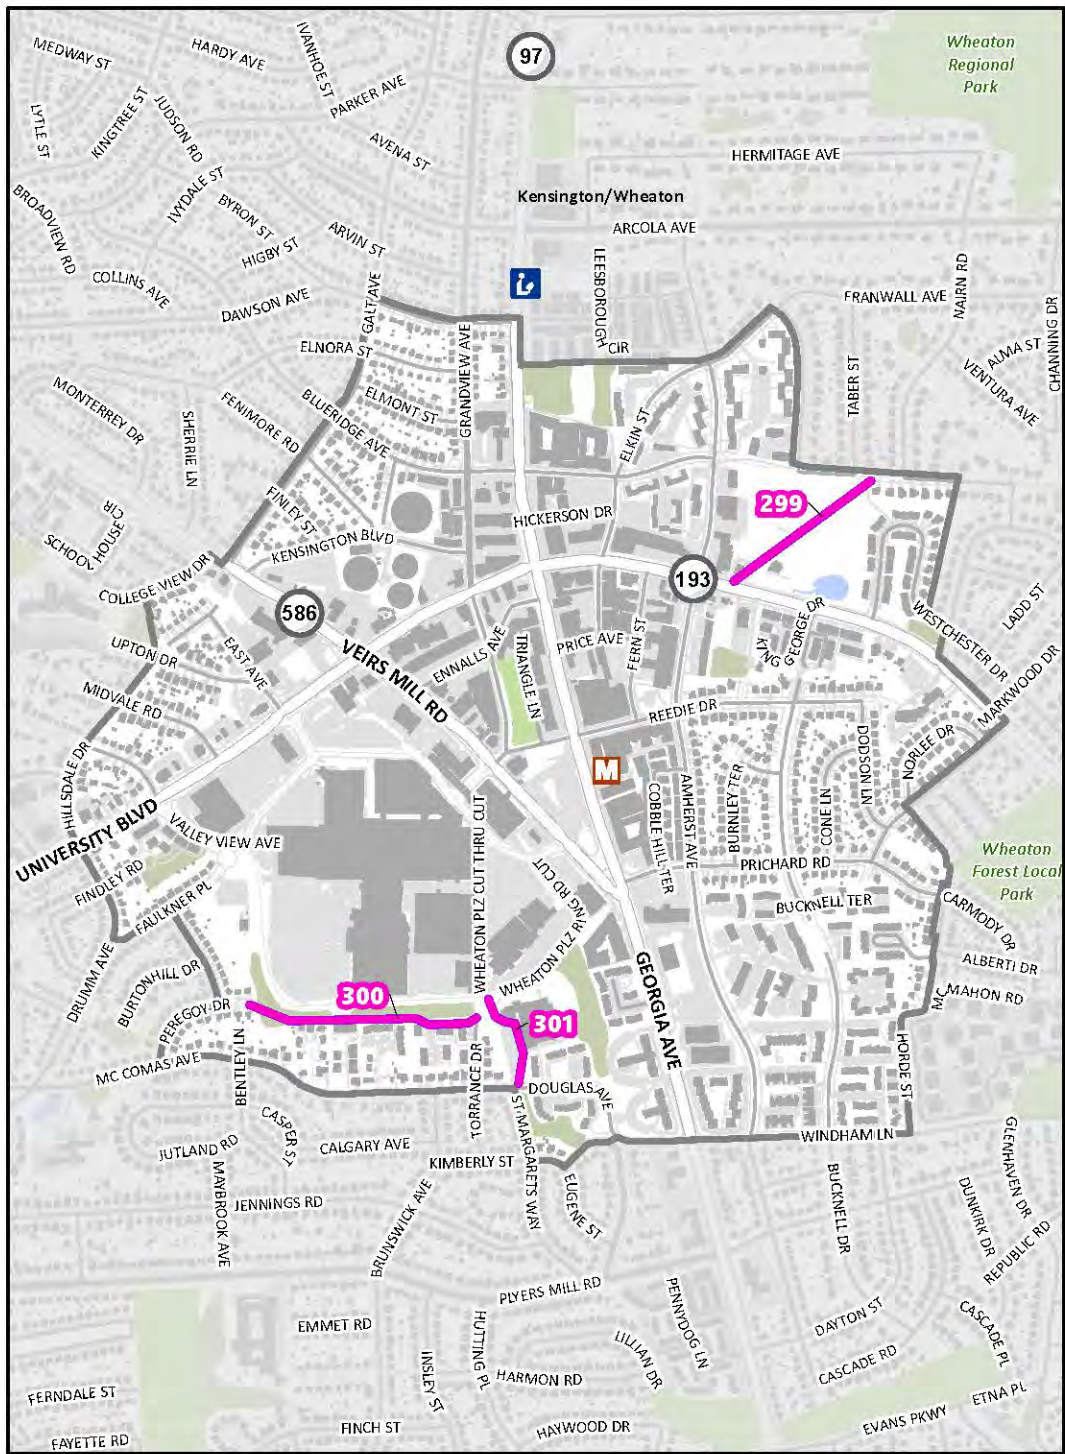 97
Wheaton
Regional
Park
MEDWAY ST
HARDY AVE
IVANHOE ST
PARKER AVE
LYTLE ST
KINGTREE ST
JUDSON RD
AVENA ST
HERMITAGE AVE
IVYDALE ST
BROADVIEW RD
BYRON ST
HIGBY ST
ARVIN ST
Kensington/Wheaton
ARCOLA AVE
LEESBOROUGH
CIR
COLLINS AVE
DAWSON AVE
GALT AVE
FRANWALL AVE
NAIRN RD
CHANNING DR
ALMA ST
VENTURA AVE
TABER ST
ELNORA ST
GRANDVIEW AVE
ELMONT ST
BLUERIDGE AVE
MONTERREY DR
SHERRIE LN
FENIMORE RD
ELKIN ST
FINLEY ST
HICKERSON DR
299
SCHOOL HOUSE
CIR
KENSINGTON BLVD
COLLEGE VIEW DR
586
193
LADD ST
WESTCHESTER DR
MARKWOOD DR
UPTON DR
EAST AVE
MIDVALE RD
VEIRS MILL RD
ENNALLS AVE
TRIANGLE LN
PRICE AVE
FERN ST
KING
GEORGE DR
REEDIE DR
DODSON LN
NORLEE DR
HILLSDALE DR
UNIVERSITY BLVD
VALLEY VIEW AVE
M
WHEATON PLZ CUT THRU CUT
COBBLE HILL TER
AMHERST AVE
BURNLEY TER
CONE LN
PRICHARD RD
Wheaton
Forest Local
Park
FINDLEY RD
FAULKNER PL
NG RD CUT
WHEATON PLZ RI
BUCKNELL TER
CARMODY DR
ALBERTI DR
MC
MAHON RD
DRUMM AVE
BURTONHILL DR
PEREGOY DR
300
301
GEORGIA AVE
MC COMAS AVE
BENTLEY LN
TORRANCE DR
DOUGLAS AVE
HORDE ST
ST MARGARETS WAY
WINDHAM LN
CASPER ST
CALGARY AVE
JUTLAND RD
MAYBROOK AVE
KIMBERLY ST
EUGENE ST
JENNINGS RD
BRUNSWICK AVE
BUCKNELL DR
GLENHAVEN DR
DUNKIRK DR
REPUBLIC RD
PLYERS MILL RD
PENNYDOG LN
EMMET RD
HUTTING PL
LILLIAN DR
DAYTON ST
CASCADE PL
CASCADE RD
INSLEY ST
HARMON RD
FERNDALE ST
FAYETTE RD
FINCH ST
HAYWOOD DR
EVANS PKWY
ETNA PL